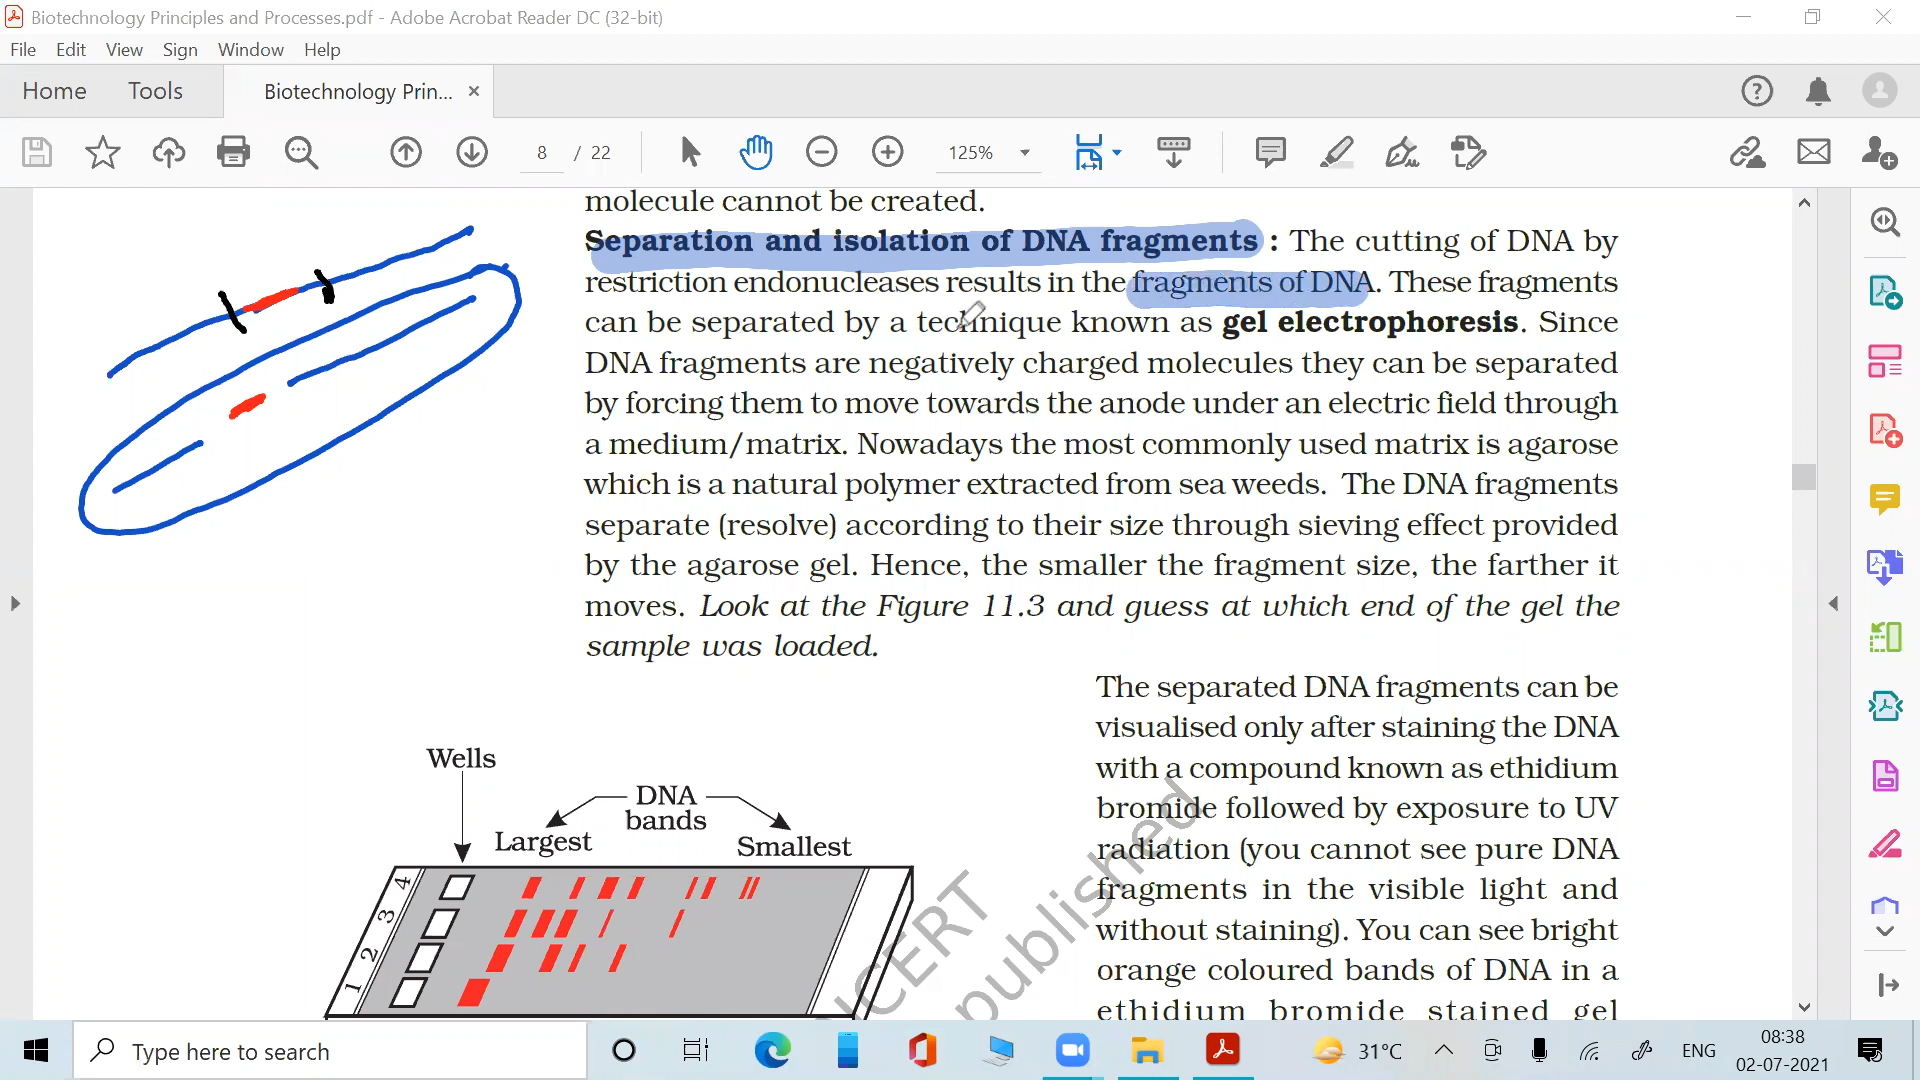 Biotechnology Principles and Processes.pdf - Adobe Acrobat Reader DC (32-bit)
File Edit View Sign Window Help
Home Tools Biotechnology Prin... ×
8 / 22 125%
molecule cannot be created.
Separation and isolation of DNA fragments : The cutting of DNA by
restriction endonucleases results in the fragments of DNA. These fragments
can be separated by a technique known as gel electrophoresis. Since
DNA fragments are negatively charged molecules they can be separated
by forcing them to move towards the anode under an electric field through
a medium/matrix. Nowadays the most commonly used matrix is agarose
which is a natural polymer extracted from sea weeds. The DNA fragments
separate (resolve) according to their size through sieving effect provided
by the agarose gel. Hence, the smaller the fragment size, the farther it
moves. Look at the Figure 11.3 and guess at which end of the gel the
sample was loaded.
The separated DNA fragments can be
visualised only after staining the DNA
with a compound known as ethidium
bromide followed by exposure to UV
radiation (you cannot see pure DNA
fragments in the visible light and
without staining). You can see bright
orange coloured bands of DNA in a
ethidium bromide stained gel
Wells
DNA
bands
Largest
Smallest
4
3
2
1
NCERT
published
Type here to search
31°C
ENG
08:38
02-07-2021